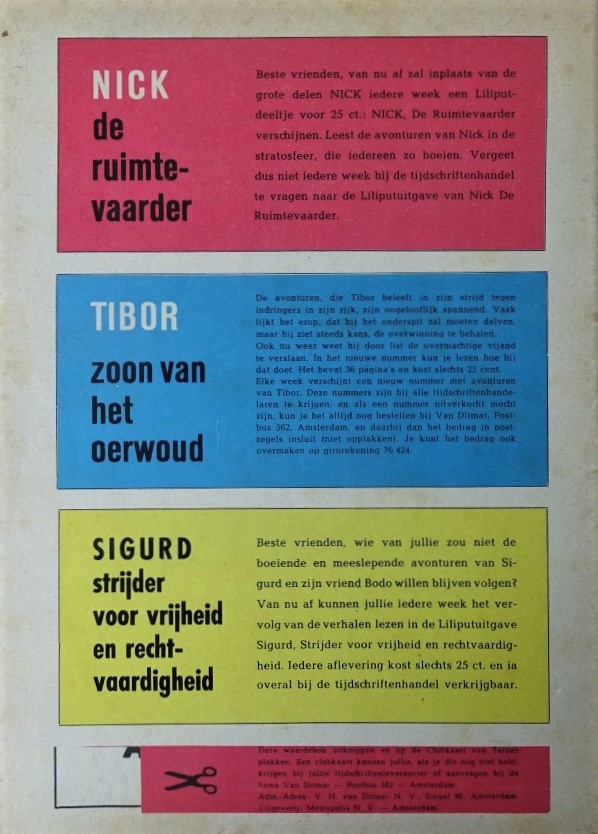 NICK
de
ruimte-
vaarder
Beste vrienden, van nu af zal inplaats van de
grote delen NICK iedere week een Liliput-
deeltje voor 25 ct.: NICK, De Ruimtevaarder
verschijnen. Leest de avonturen van Nick in de
stratosfeer, die iedereen zo boeien. Vergeet
dus niet iedere week bij de tijdschriftenhandel
te vragen naar de Liliputuitgave van Nick De
Ruimtevaarder.
TIBOR
zoon van
het
oerwoud
De avonturen, die Tibor beleeft in zijn strijd tegen
indringers in zijn rijk, zijn ongelooflijk spannend. Vaak
lijkt het erop, dat hij het onderspit zal moeten delven,
maar hij ziet steeds kans, de overwinning te behalen.
Ook nu weer weet hij door list de overmachtige vijand
te verslaan. In het nieuwe nummer kun je lezen hoe hij
dat doet. Het bevat 36 pagina's en kost slechts 25 cent.
Elke week verschijnt een nieuw nummer met avonturen
van Tibor. Deze nummers zijn bij alle tijdschriftenhande-
laren te krijgen, en als een nummer uitverkocht mocht
zijn, kun je het altijd nog bestellen bij Van Ditmar, Post-
bus 562, Amsterdam, en daarbij dan het bedrag in post-
zegels insluit (niet opplakken). Je kunt het bedrag ook
overmaken op girorekening 76 424.
SIGURD
strijder
voor vrijheid
en recht-
vaardigheid
Beste vrienden, wie van jullie zou niet de
boeiende en meeslepende avonturen van Si-
gurd en zijn vriend Bodo willen blijven volgen?
Van nu af kunnen jullie iedere week het ver-
volg van de verhalen lezen in de Liliputuitgave
Sigurd, Strijder voor vrijheid en rechtvaardig-
heid. Iedere aflevering kost slechts 25 ct. en ia
overal bij de tijdschriftenhandel verkrijgbaar.
Deze waardebon uitknippen en op de Clubkaart van Tarzan
plakken. Een clubkaart kunnen jullie, als je die nog niet hebt,
krijgen bij jullie tijdschriftenleverancier of aanvragen bij de
firma Van Ditmar — Postbus 562 — Amsterdam.
Adm.-Adres: V. H. van Ditmar N. V., Singel 90, Amsterdam.
Uitgeverij: Metropolis N. V. — Amsterdam.